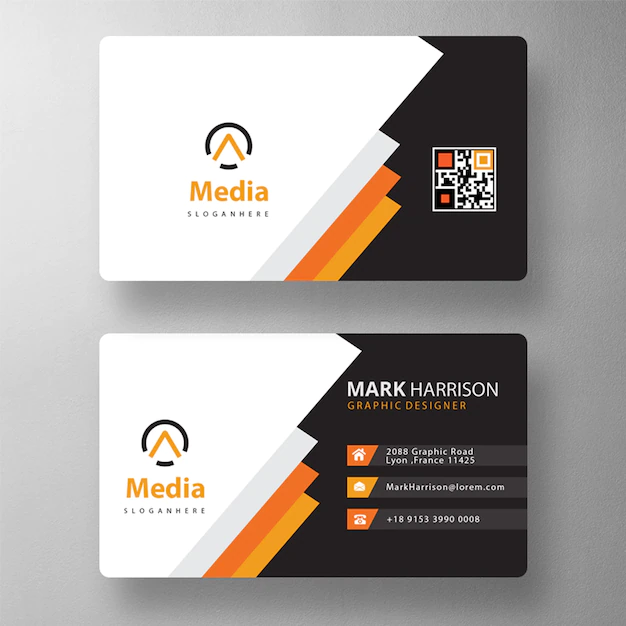 Media
SLOGANHERE
MARK HARRISON
GRAPHIC DESIGNER
2088 Graphic Road
Lyon ,France 11425
MarkHarrison@lorem.com
+18 9153 3990 0008
Media
SLOGANHERE